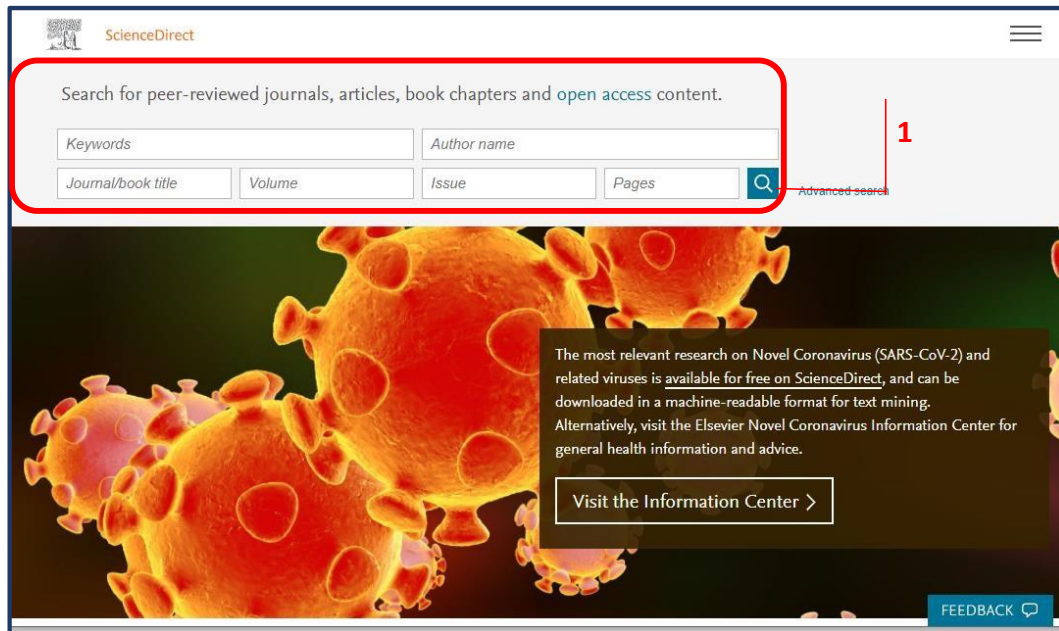 ScienceDirect
Search for peer-reviewed journals, articles, book chapters and open access content.
Keywords
Author name
1
Journal/book title
Volume
Issue
Pages
Advanced search
The most relevant research on Novel Coronavirus (SARS-CoV-2) and
related viruses is available for free on ScienceDirect, and can be
downloaded in a machine-readable format for text mining.
Alternatively, visit the Elsevier Novel Coronavirus Information Center for
general health information and advice.
Visit the Information Center >
FEEDBACK